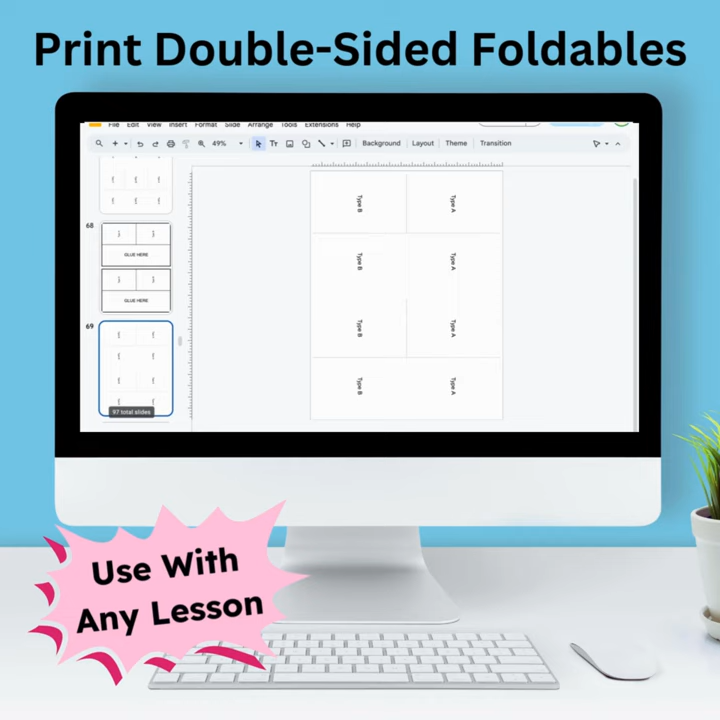 Print Double-Sided Foldables
File Edit View Insert Format Slide Arrange Tools Extensions Help
49% Background Layout Theme Transition
68
GLUE HERE
GLUE HERE
69
97 total slides
Type B Type A
Type B Type A
Type B Type A
Type B Type A
Use With
Any Lesson